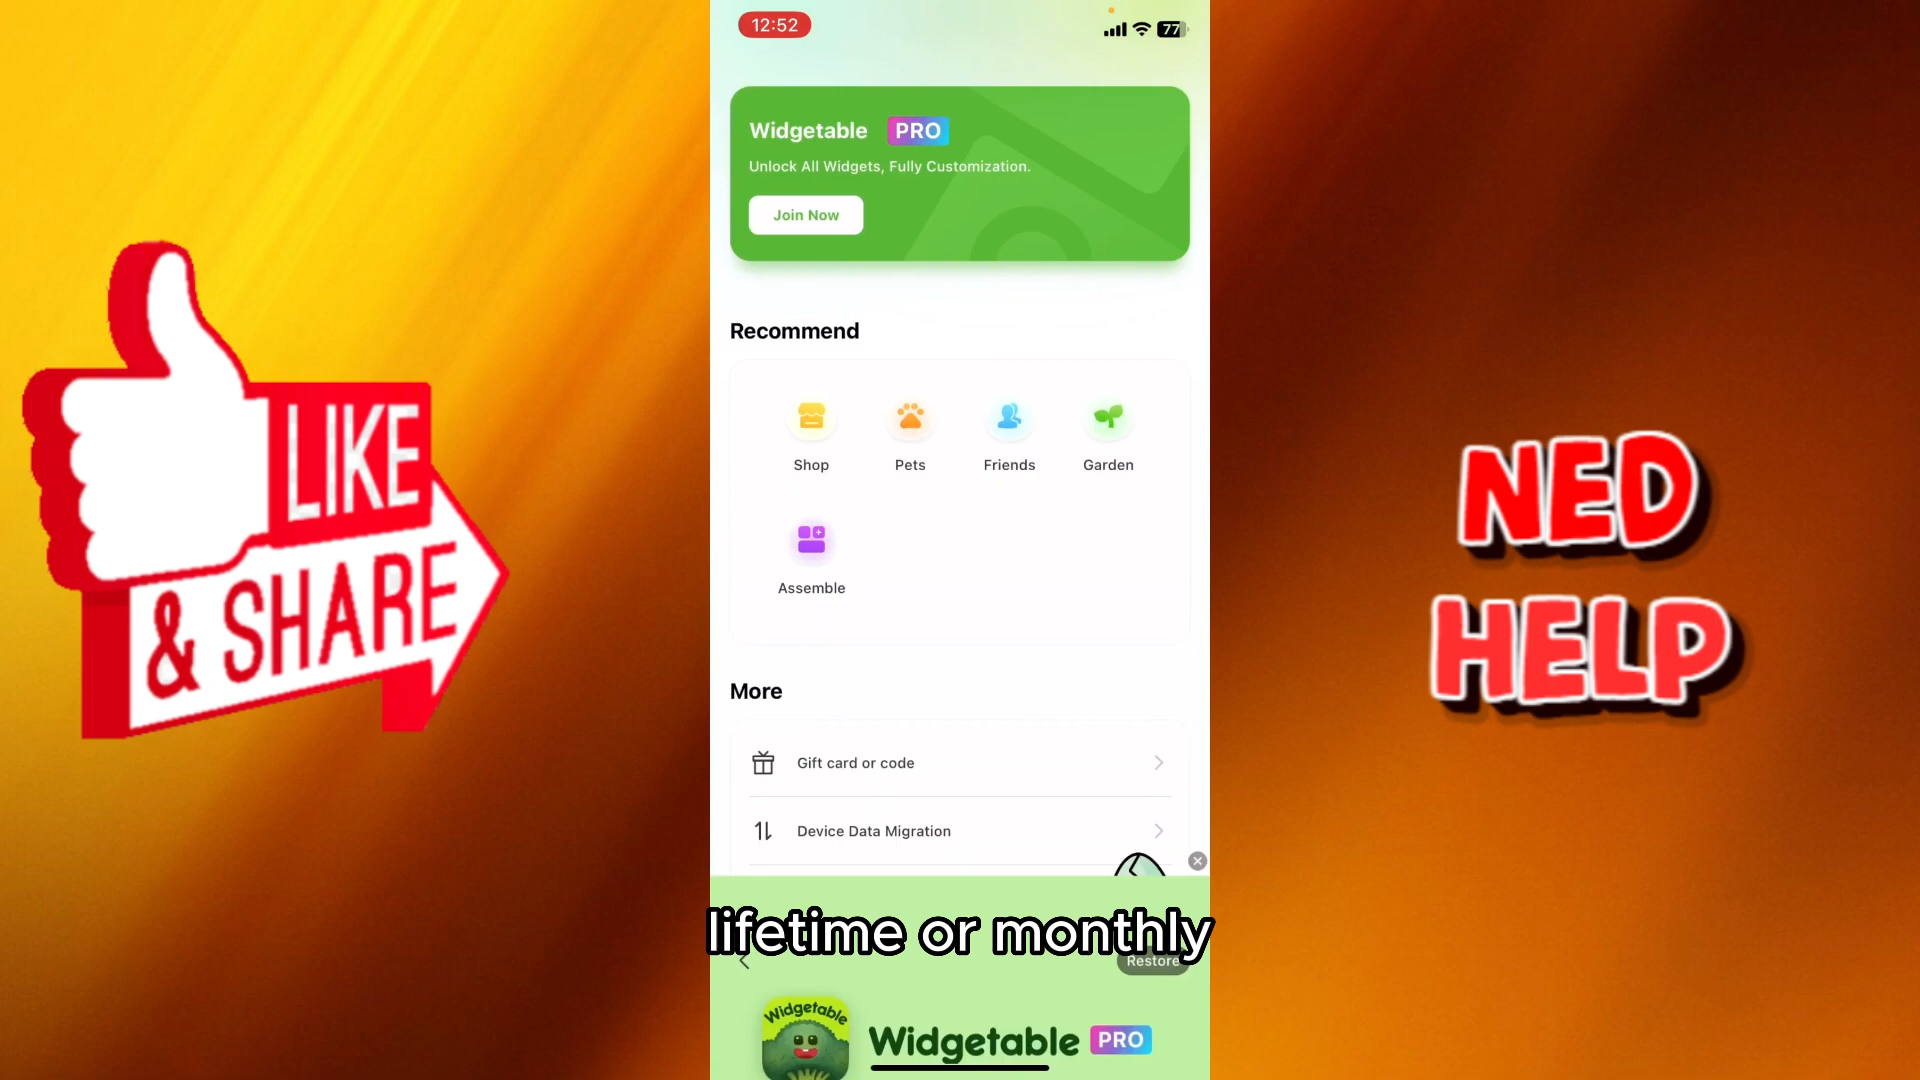 12:52
77
Widgetable PRO
Unlock All Widgets, Fully Customization.
Join Now
Recommend
Shop
Pets
Friends
Garden
Assemble
More
Gift card or code
Device Data Migration
lifetime or monthly
Restore
Widgetable
Widgetable PRO
LIKE
& SHARE
NED
HELP